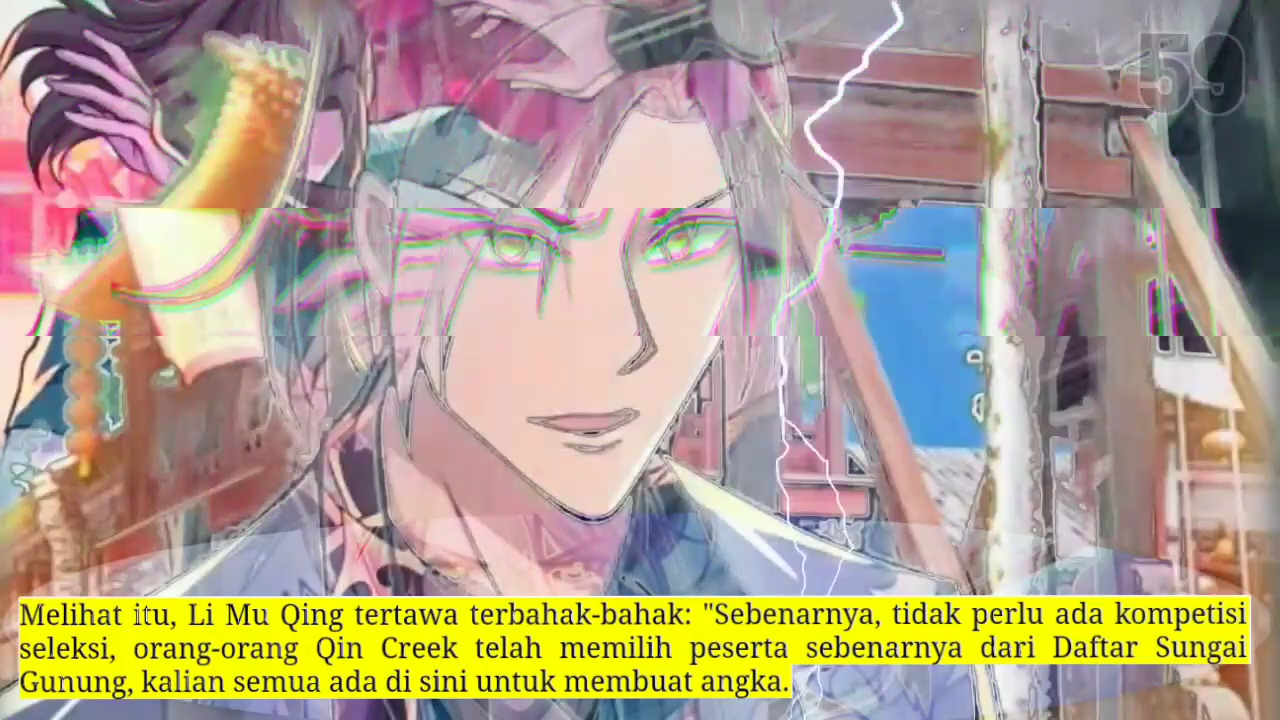 59
Melihat itu, Li Mu Qing tertawa terbahak-bahak: "Sebenarnya, tidak perlu ada kompetisi
seleksi, orang-orang Qin Creek telah memilih peserta sebenarnya dari Daftar Sungai
Gunung, kalian semua ada di sini untuk membuat angka.